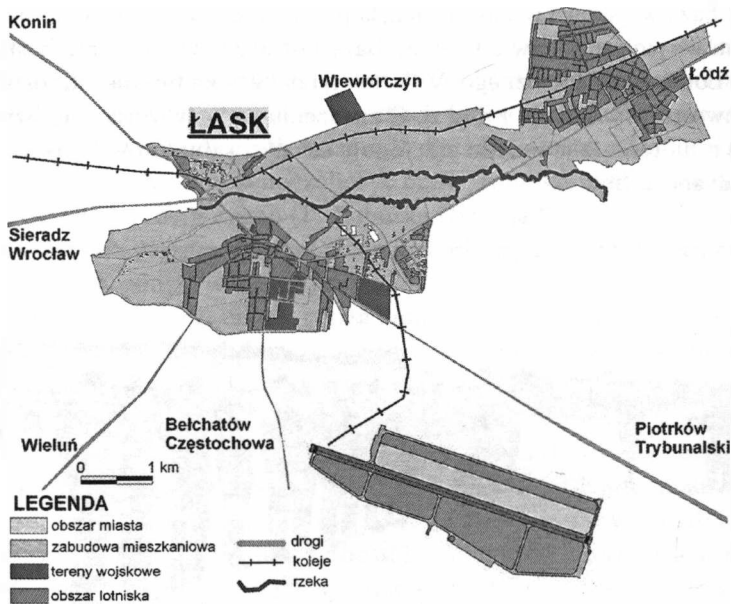 Konin
Wiewiórczyn
Łódź
ŁASK
Sieradz
Wrocław
Wieluń
Bełchatów
Częstochowa
Piotrków
Trybunalski
0 1 km
LEGENDA
obszar miasta
zabudowa mieszkaniowa
tereny wojskowe
obszar lotniska
drogi
koleje
rzeka